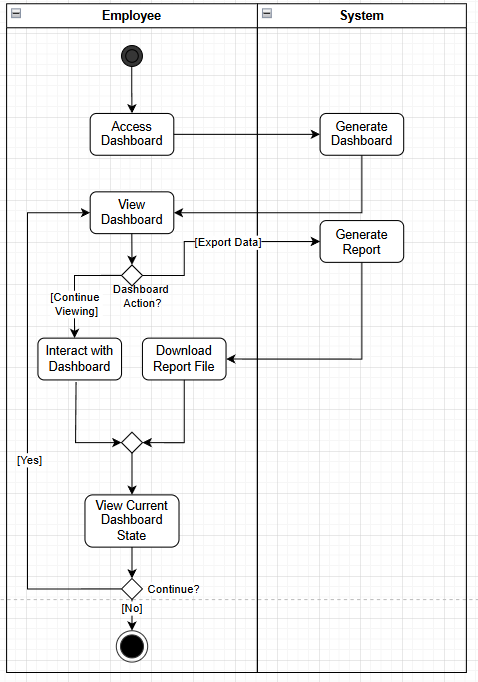 Employee
System
Access
Dashboard
Generate
Dashboard
View
Dashboard
[Export Data]
Generate
Report
Dashboard
Action?
[Continue
Viewing]
Interact with
Dashboard
Download
Report File
[Yes]
View Current
Dashboard
State
Continue?
[No]